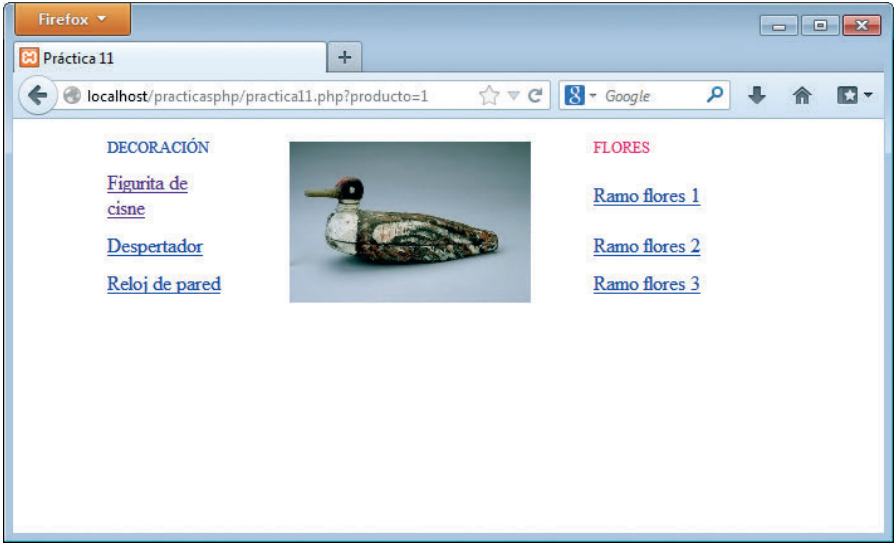 Firefox
Práctica 11
localhost/practicasphp/practica11.php?producto=1
8
Google
DECORACIÓN
Figurita de
cisne
Despertador
Reloj de pared
FLORES
Ramo flores 1
Ramo flores 2
Ramo flores 3